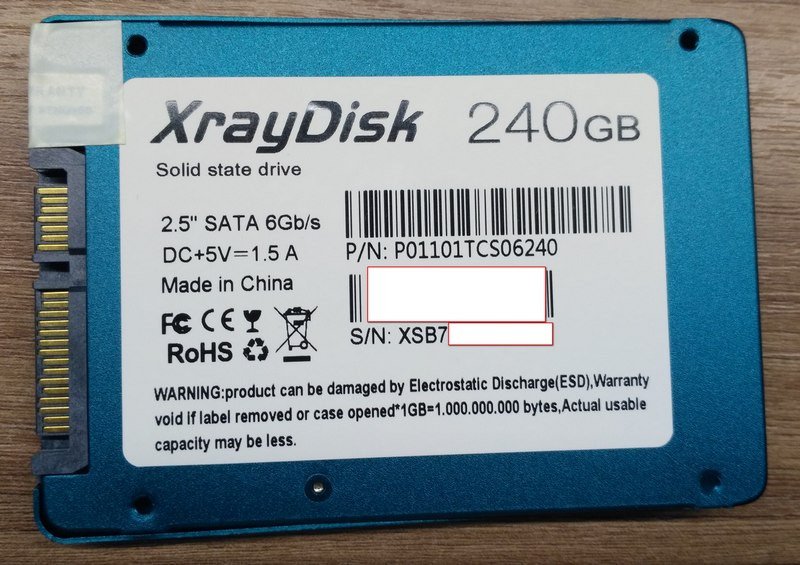 XrayDisk 240GB
Solid state drive
2.5" SATA 6Gb/s
DC+5V=1.5 A
Made in China
P/N: P01101TCS06240
S/N: XSB7
FC CE
RoHS
WARNING:product can be damaged by Electrostatic Discharge(ESD),Warranty
void if label removed or case opened*1GB=1.000.000.000 bytes,Actual usable
capacity may be less.